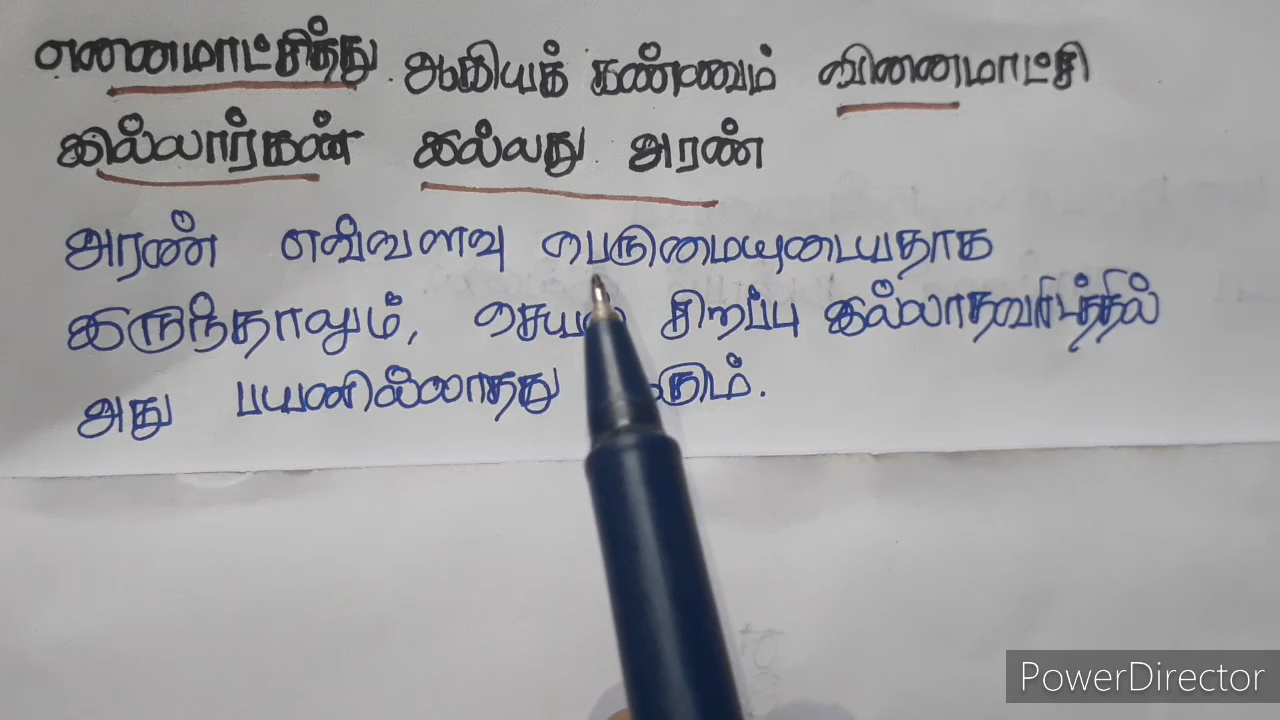 எனைமாட்சித்து ஆகியக் கண்ணும் வினைமாட்சி
இல்லார்கண் இல்லது அரண்
அரண் எவ்வளவு பெருமையுடையதாக
இருந்தாலும், செயல் சிறப்பு இல்லாதவரிடத்தில்
அது பயனில்லாதது
PowerDirector